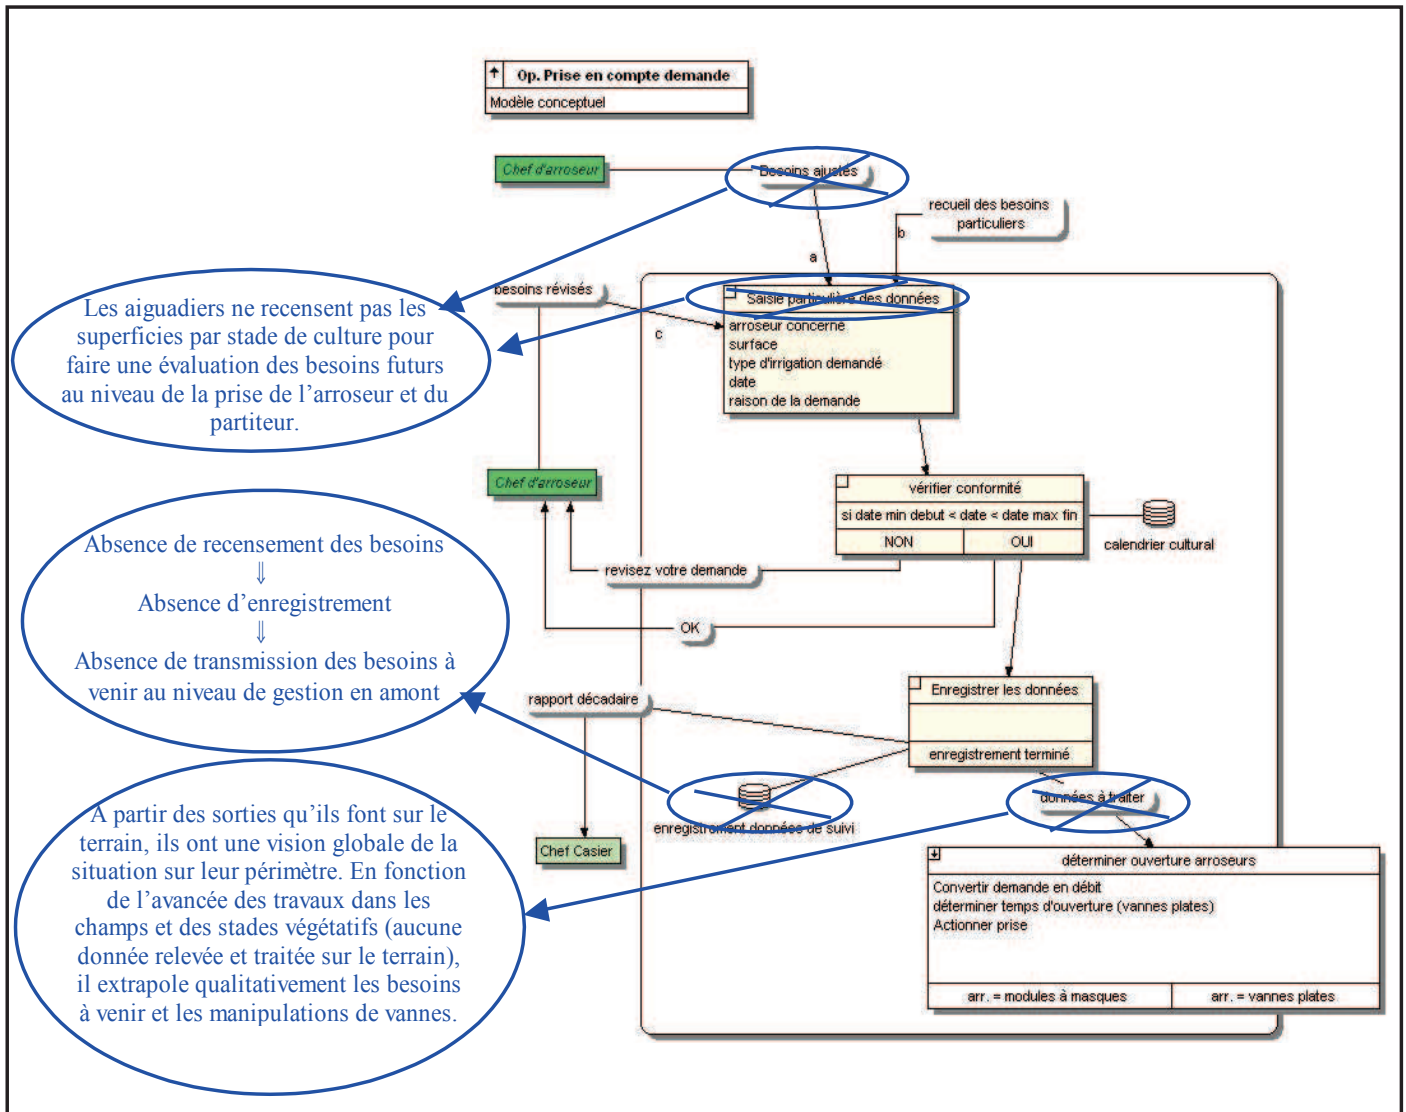 Op. Prise en compte demande
Modèle conceptuel
Chef d'arroseur
Besoins ajustés
recueil des besoins
particuliers
b
a
besoins révisés
c
Saisie particulière des données
arroseur concerné
surface
type d'irrigation demandé
date
raison de la demande
Les aiguadiers ne recensent pas les
superficies par stade de culture pour
faire une évaluation des besoins futurs
au niveau de la prise de l'arroseur et du
partiteur.
Chef d'arroseur
vérifier conformité
si date min debut < date < date max fin
NON
OUI
calendrier cultural
revisez votre demande
OK
Absence de recensement des besoins
⇓
Absence d'enregistrement
⇓
Absence de transmission des besoins à
venir au niveau de gestion en amont
rapport décadaire
Enregistrer les données
enregistrement terminé
enregistrement données de suivi
données à traiter
Chef Casier
A partir des sorties qu'ils font sur le
terrain, ils ont une vision globale de la
situation sur leur périmètre. En fonction
de l'avancée des travaux dans les
champs et des stades végétatifs (aucune
donnée relevée et traitée sur le terrain),
il extrapole qualitativement les besoins
à venir et les manipulations de vannes.
déterminer ouverture arroseurs
Convertir demande en débit
déterminer temps d'ouverture (vannes plates)
Actionner prise
arr. = modules à masques
arr. = vannes plates